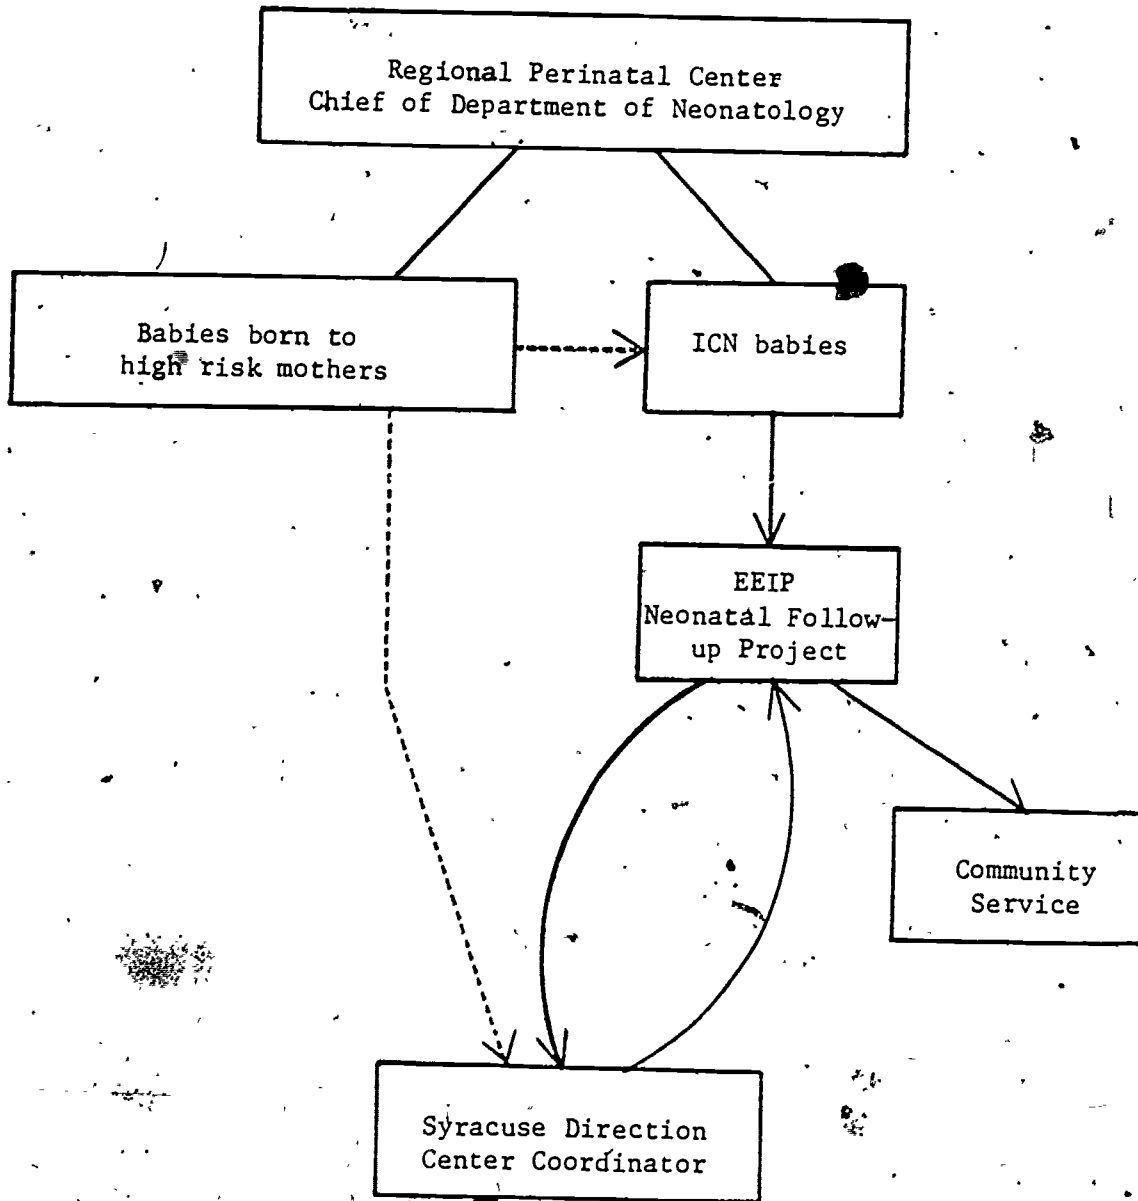 Regional Perinatal Center
Chief of Department of Neonatology
Babies born to
high risk mothers
ICN babies
EEIP
Neonatal Follow-
up Project
Community
Service
Syracuse Direction
Center Coordinator